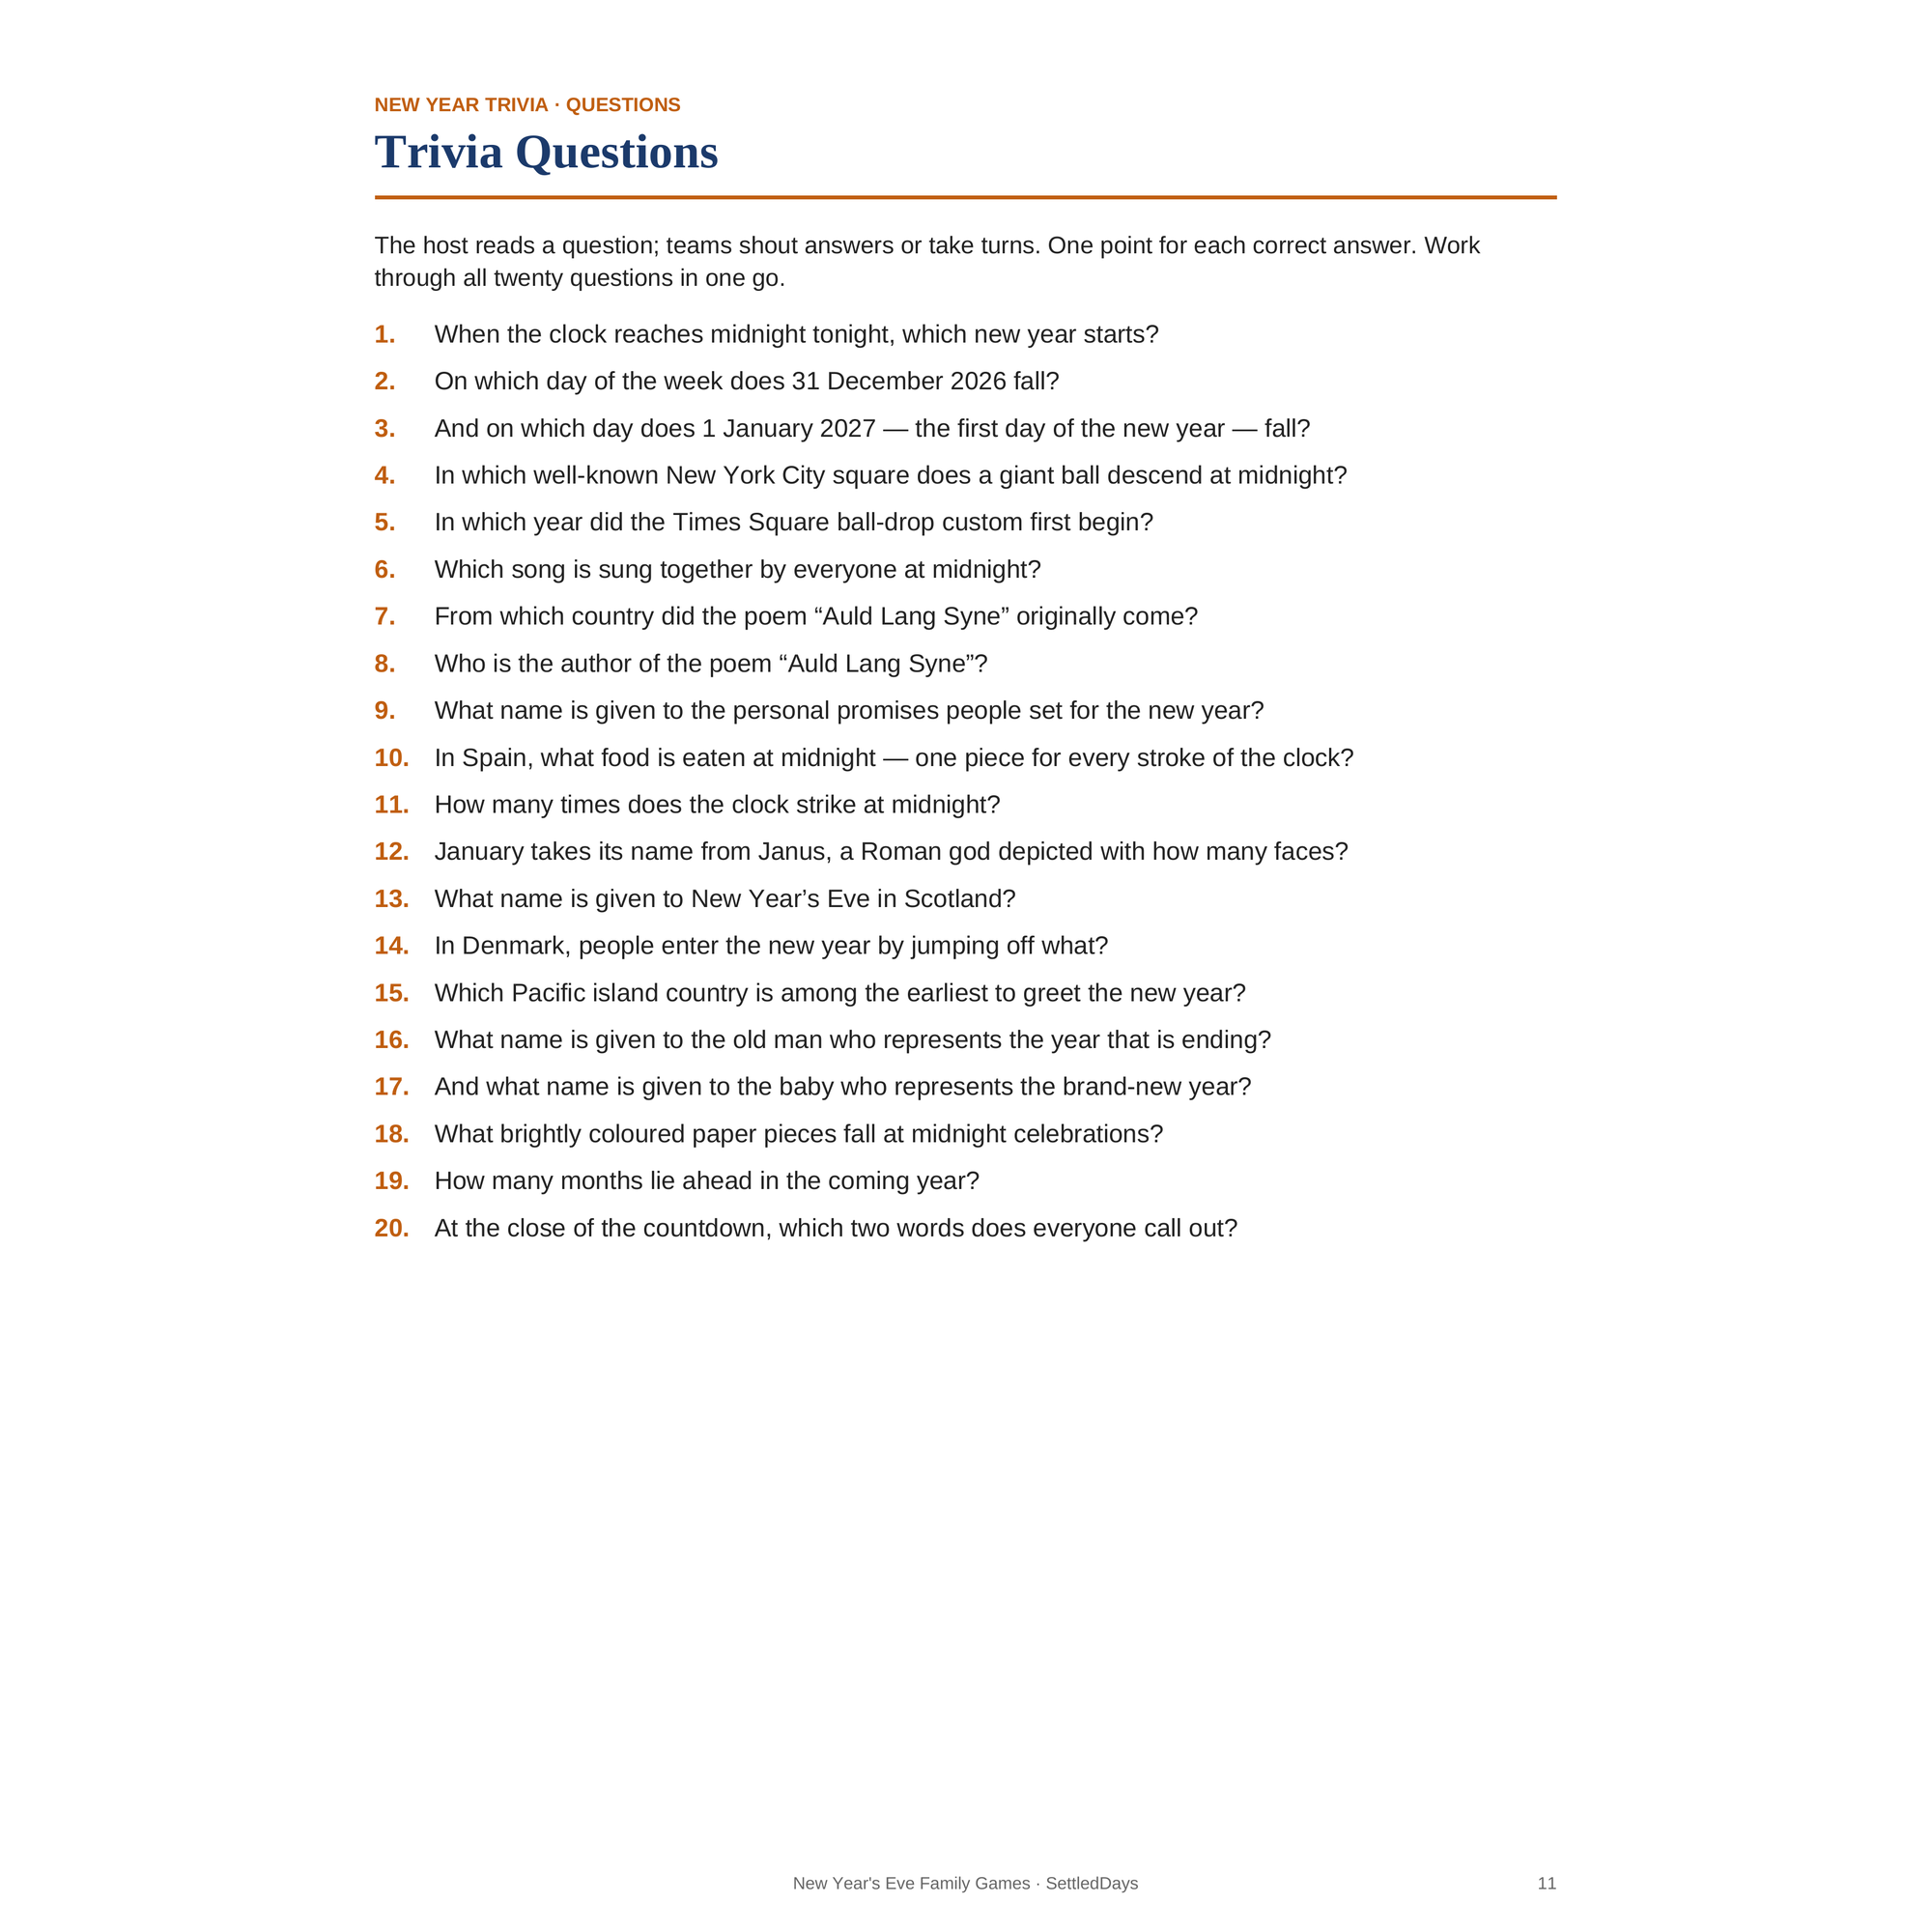 NEW YEAR TRIVIA · QUESTIONS
Trivia Questions
The host reads a question; teams shout answers or take turns. One point for each correct answer. Work
through all twenty questions in one go.
1. When the clock reaches midnight tonight, which new year starts?
2. On which day of the week does 31 December 2026 fall?
3. And on which day does 1 January 2027 — the first day of the new year — fall?
4. In which well-known New York City square does a giant ball descend at midnight?
5. In which year did the Times Square ball-drop custom first begin?
6. Which song is sung together by everyone at midnight?
7. From which country did the poem “Auld Lang Syne” originally come?
8. Who is the author of the poem “Auld Lang Syne”?
9. What name is given to the personal promises people set for the new year?
10. In Spain, what food is eaten at midnight — one piece for every stroke of the clock?
11. How many times does the clock strike at midnight?
12. January takes its name from Janus, a Roman god depicted with how many faces?
13. What name is given to New Year’s Eve in Scotland?
14. In Denmark, people enter the new year by jumping off what?
15. Which Pacific island country is among the earliest to greet the new year?
16. What name is given to the old man who represents the year that is ending?
17. And what name is given to the baby who represents the brand-new year?
18. What brightly coloured paper pieces fall at midnight celebrations?
19. How many months lie ahead in the coming year?
20. At the close of the countdown, which two words does everyone call out?
New Year's Eve Family Games · SettledDays 11